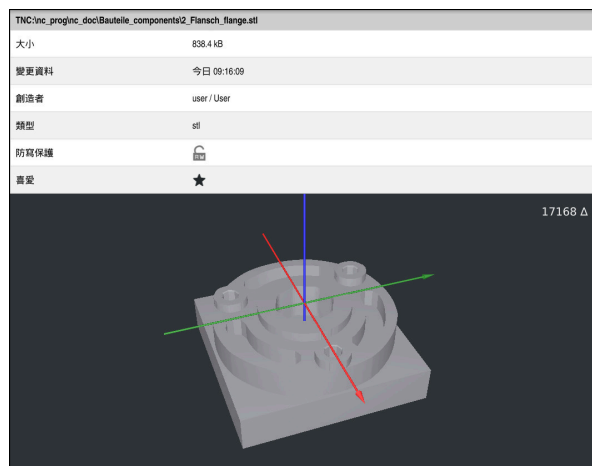 TNC:\nc_prog\nc_doc\Bauteile_components\2_Flansch_flange.stl
大小 838.4 kB
變更資料 今日 09:16:09
創造者 user / User
類型 stl
防寫保護 R/W
喜愛
17168 Δ